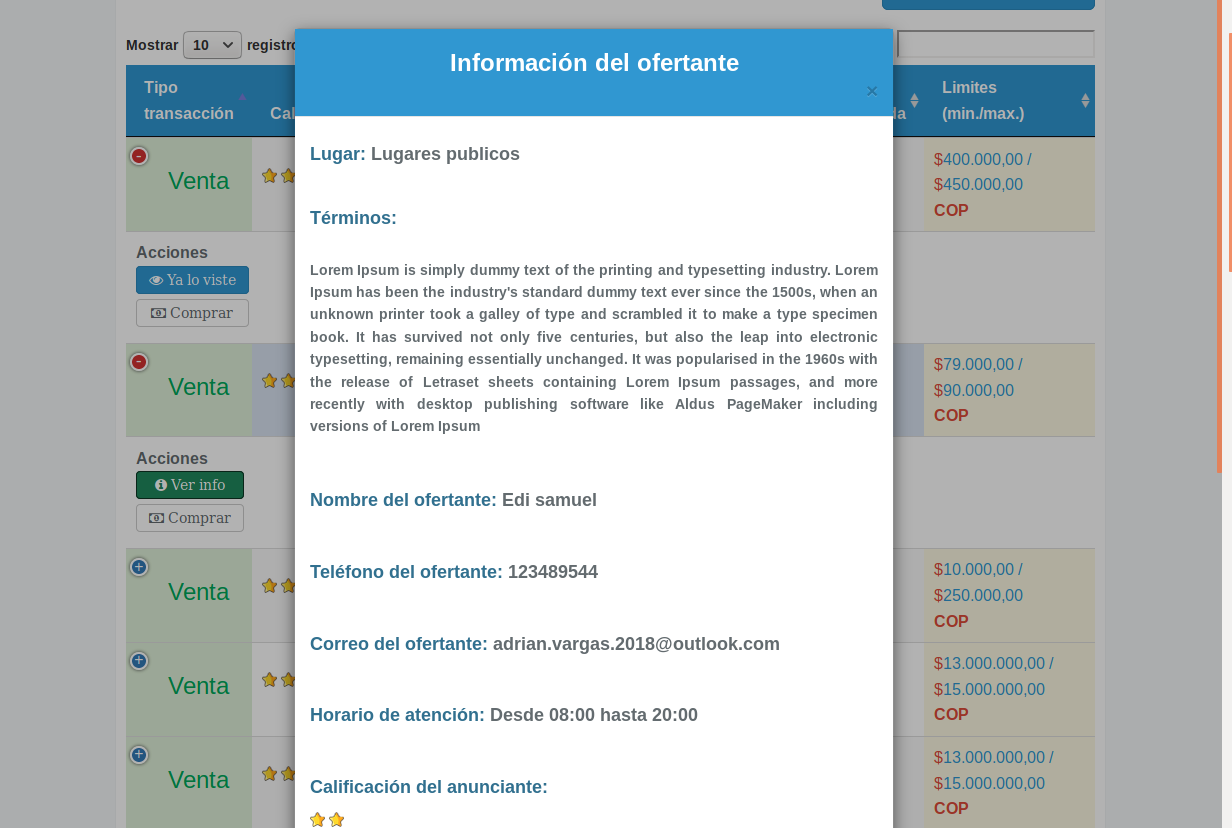 Mostrar 10 registro
Información del ofertante
×
Tipo
transacción
Cal
la
Limites
(min./max.)
Lugar: Lugares publicos
Términos:
Lorem Ipsum is simply dummy text of the printing and typesetting industry. Lorem
Ipsum has been the industry's standard dummy text ever since the 1500s, when an
unknown printer took a galley of type and scrambled it to make a type specimen
book. It has survived not only five centuries, but also the leap into electronic
typesetting, remaining essentially unchanged. It was popularised in the 1960s with
the release of Letraset sheets containing Lorem Ipsum passages, and more
recently with desktop publishing software like Aldus PageMaker including
versions of Lorem Ipsum
Nombre del ofertante: Edi samuel
Teléfono del ofertante: 123489544
Correo del ofertante: adrian.vargas.2018@outlook.com
Horario de atención: Desde 08:00 hasta 20:00
Calificación del anunciante:
Venta
$400.000,00 /
$450.000,00
COP
Acciones
Ya lo viste
Comprar
Venta
$79.000,00 /
$90.000,00
COP
Acciones
Ver info
Comprar
Venta
$10.000,00 /
$250.000,00
COP
Venta
$13.000.000,00 /
$15.000.000,00
COP
Venta
$13.000.000,00 /
$15.000.000,00
COP